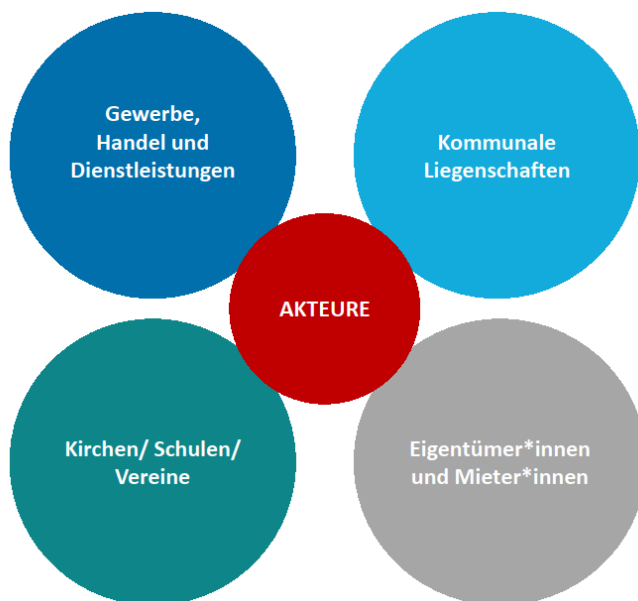 Gewerbe,
Handel und
Dienstleistungen
Kommunale
Liegenschaften
AKTEURE
Kirchen/ Schulen/
Vereine
Eigentümer*innen
und Mieter*innen